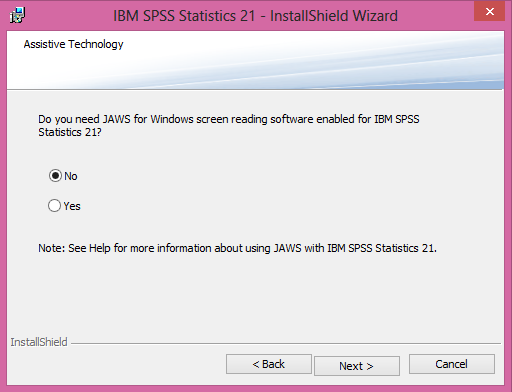 IBM SPSS Statistics 21 - InstallShield Wizard
Assistive Technology
Do you need JAWS for Windows screen reading software enabled for IBM SPSS
Statistics 21?
No
Yes
Note: See Help for more information about using JAWS with IBM SPSS Statistics 21.
InstallShield
< Back Next > Cancel